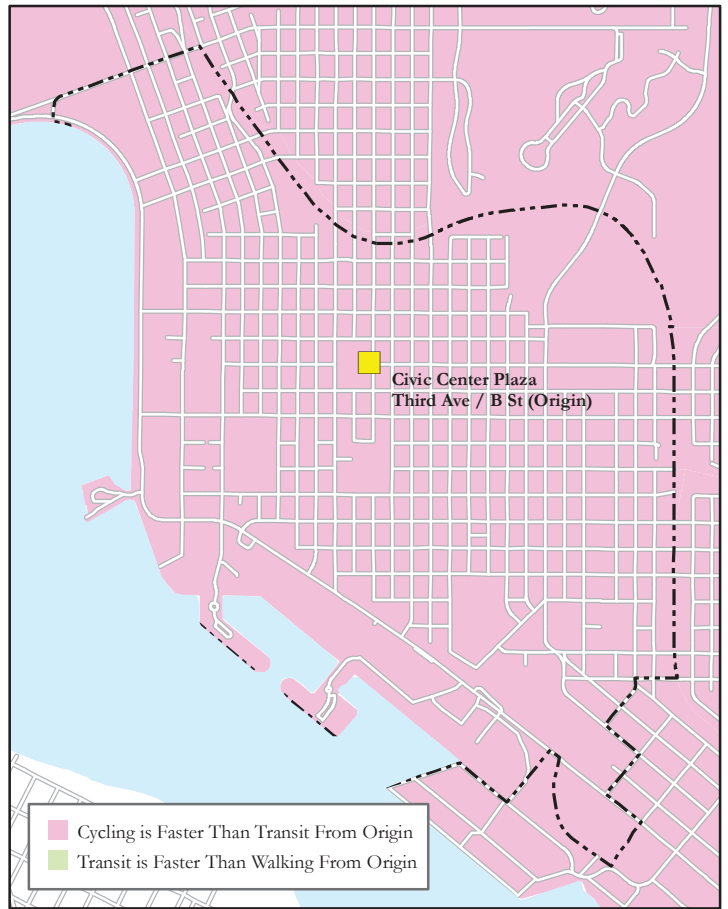 Civic Center Plaza
Third Ave / B St (Origin)
Cycling is Faster Than Transit From Origin
Transit is Faster Than Walking From Origin